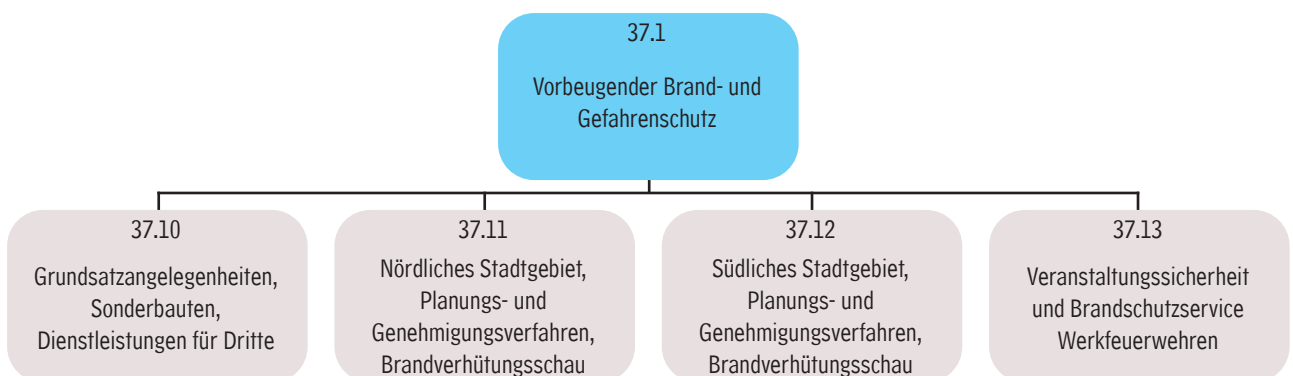 37.1
Vorbeugender Brand- und
Gefahrenschutz
37.10
Grundsatzangelegenheiten,
Sonderbauten,
Dienstleistungen für Dritte
37.11
Nördliches Stadtgebiet,
Planungs- und
Genehmigungsverfahren,
Brandverhütungsschau
37.12
Südliches Stadtgebiet,
Planungs- und
Genehmigungsverfahren,
Brandverhütungsschau
37.13
Veranstaltungssicherheit
und Brandschutzservice
Werkfeuerwehren